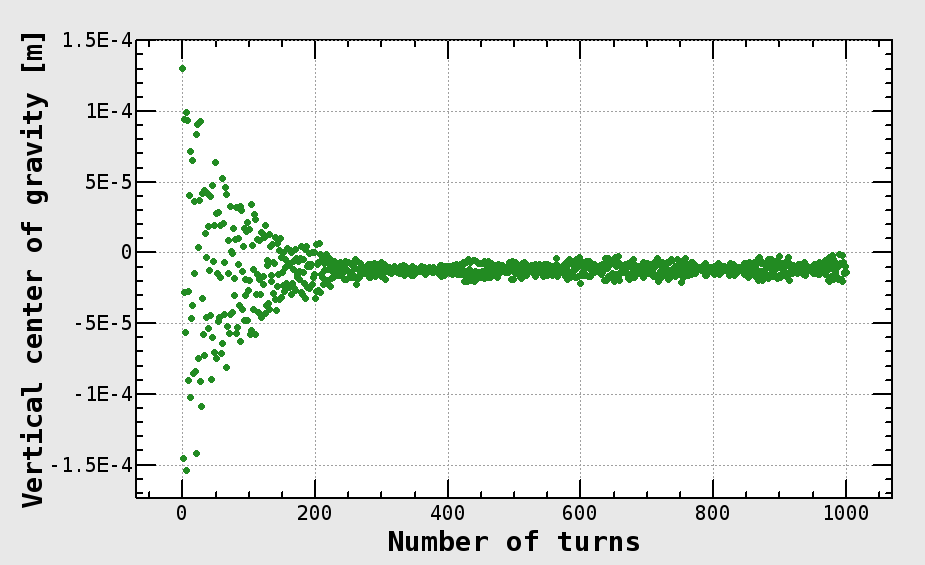 Vertical center of gravity [m]
1.5E-4
1E-4
5E-5
0
-5E-5
-1E-4
-1.5E-4
0 200 400 600 800 1000
Number of turns